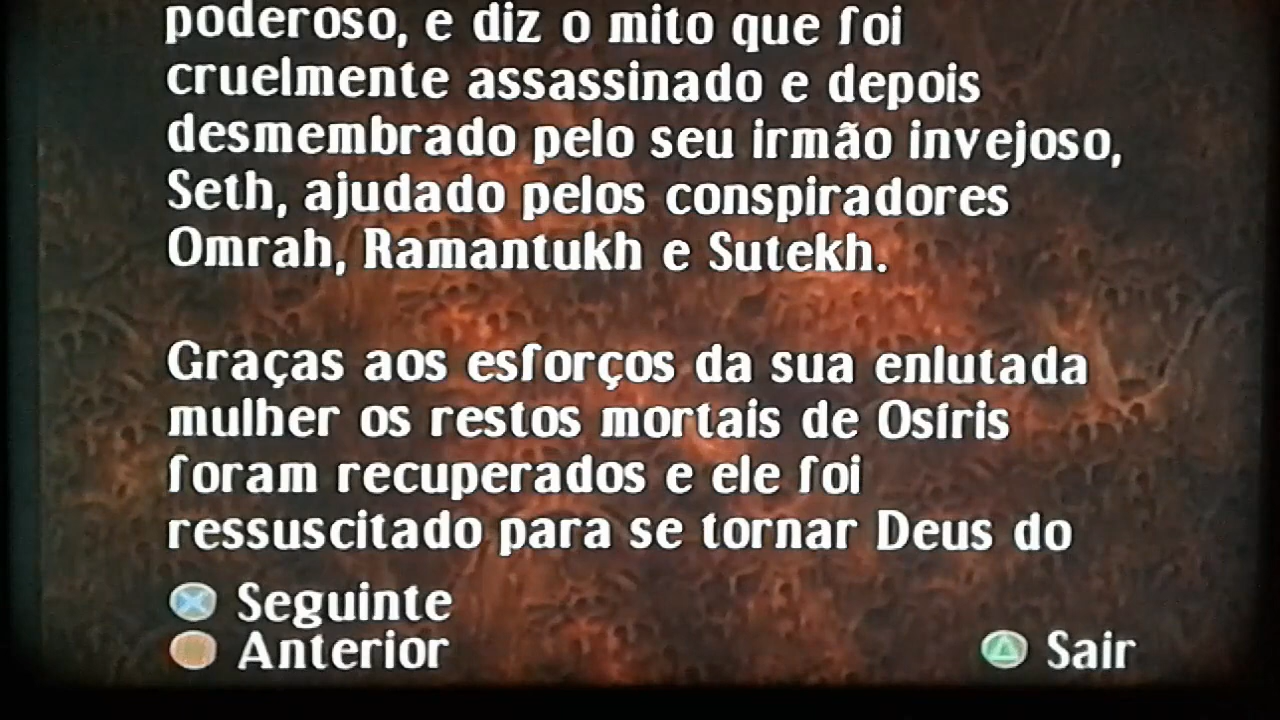 poderoso, e diz o mito que foi
cruelmente assassinado e depois
desmembrado pelo seu irmão invejoso,
Seth, ajudado pelos conspiradores
Omrah, Ramantukh e Sutekh.
Graças aos esforços da sua enlutada
mulher os restos mortais de Osíris
foram recuperados e ele foi
ressuscitado para se tornar Deus do
Seguinte
Anterior
Sair